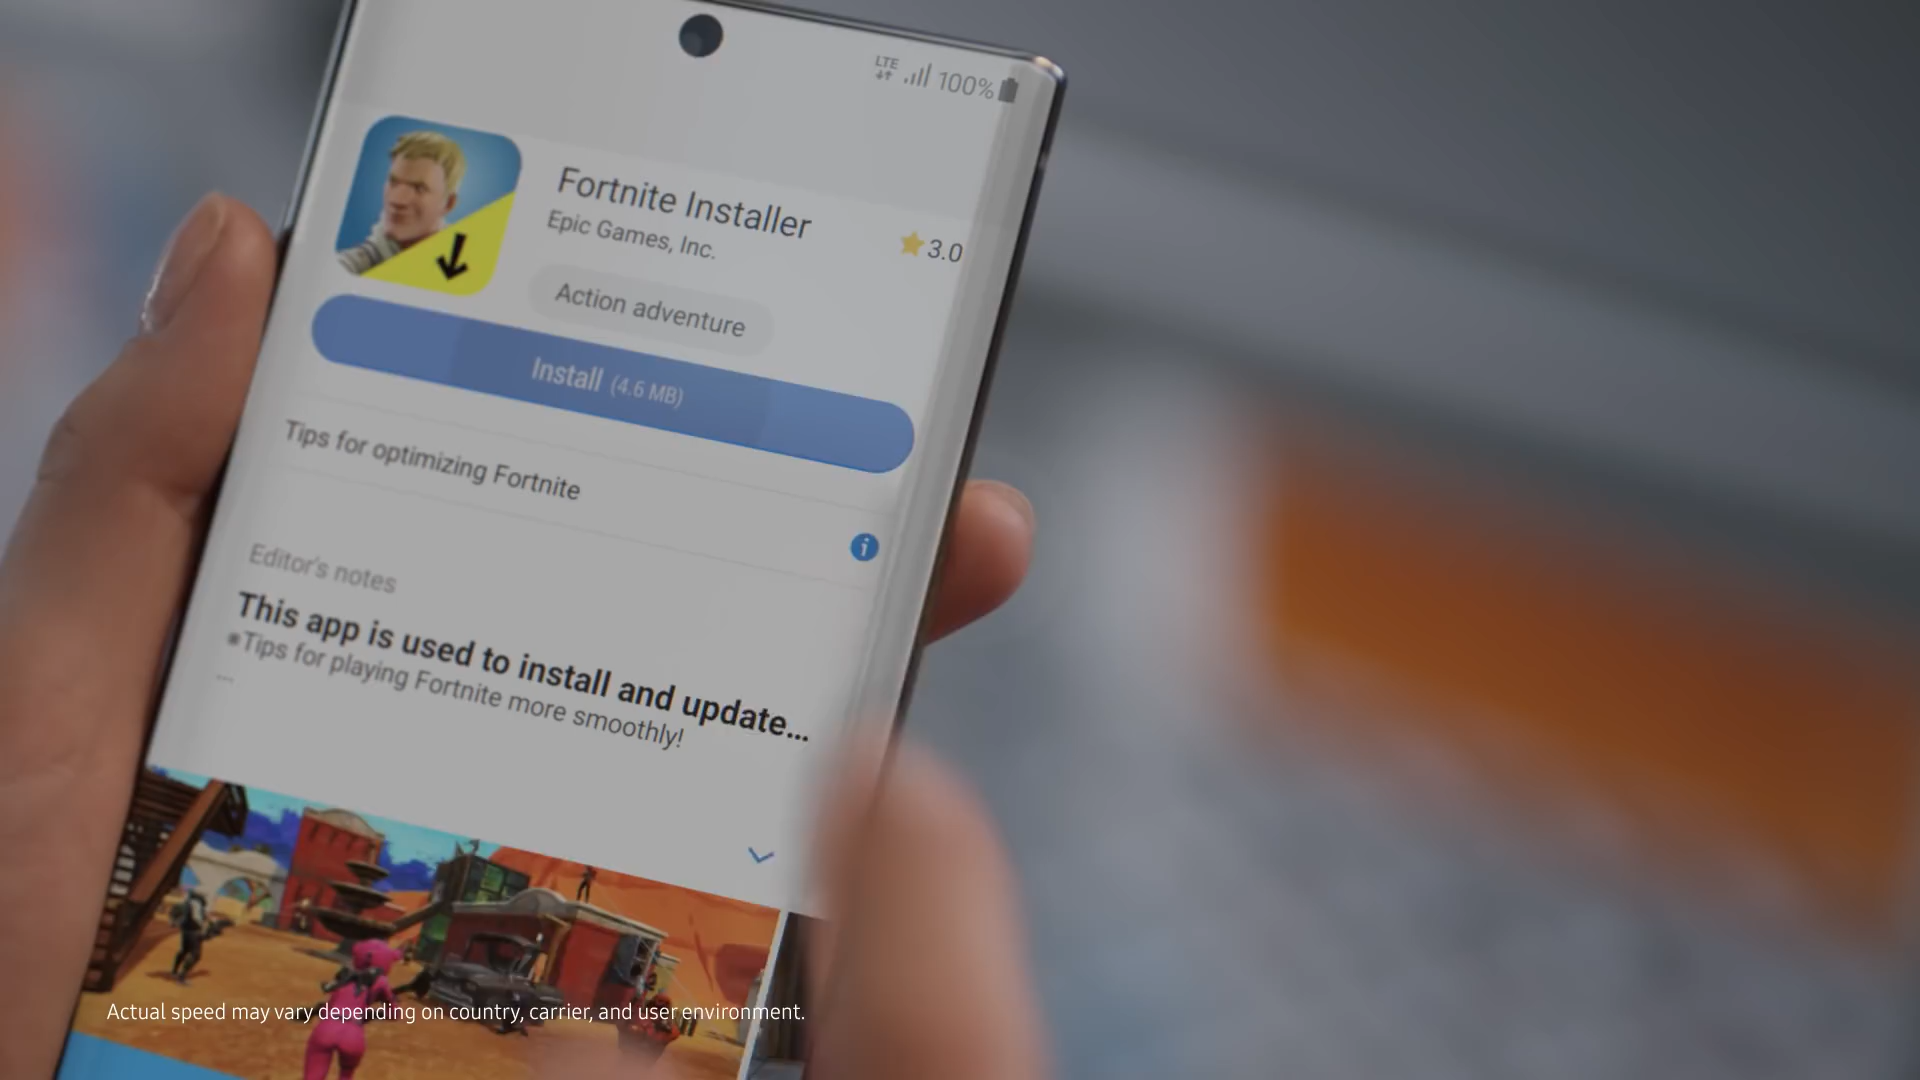 LTE 100%
Fortnite Installer
Epic Games, Inc.
3.0
Action adventure
Install (4.6 MB)
Tips for optimizing Fortnite
i
Editor's notes
This app is used to install and update...
※Tips for playing Fortnite more smoothly!
...
Actual speed may vary depending on country, carrier, and user environment.